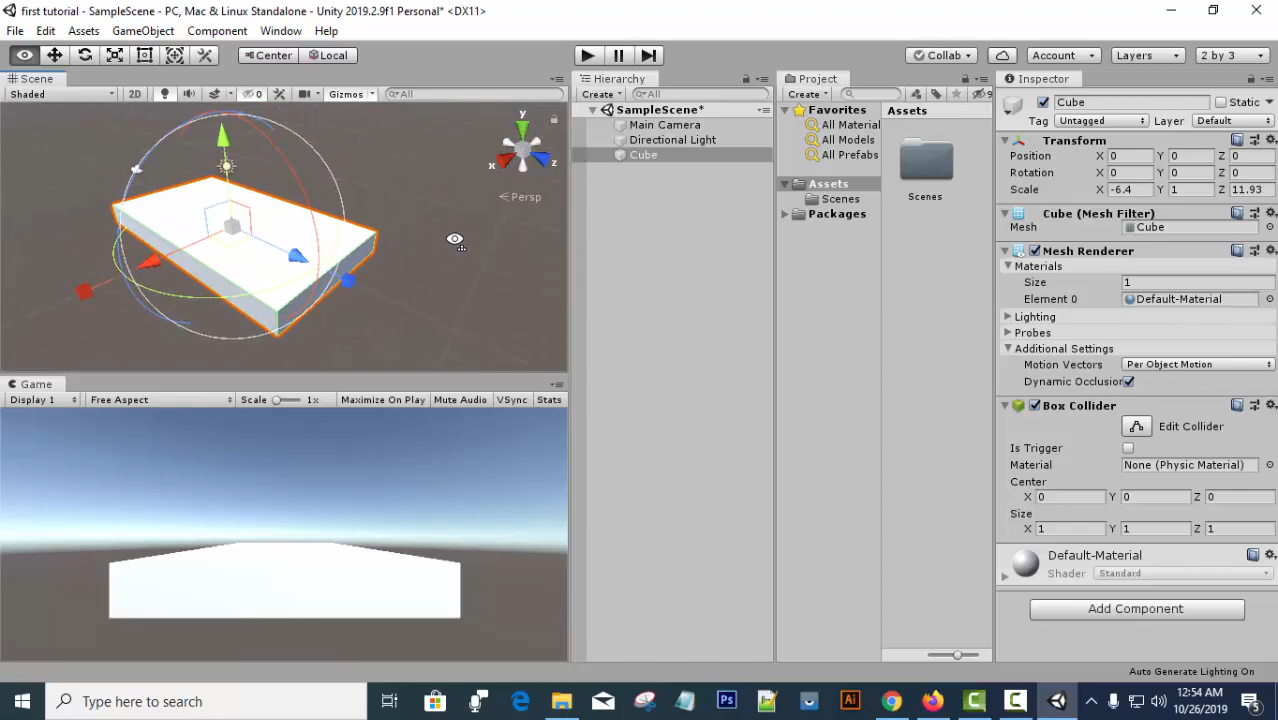 first tutorial - SampleScene - PC, Mac & Linux Standalone - Unity 2019.2.9f1 Personal* <DX11>
File Edit Assets GameObject Component Window Help
Center Local Collab Account Layers 2 by 3
Scene
Shaded 2D 0 Gizmos All
y
x z
Persp
Game
Display 1 Free Aspect Scale 1x Maximize On Play Mute Audio VSync Stats
Hierarchy
Create All
SampleScene*
Main Camera
Directional Light
Cube
Project
Create 9
Favorites
All Material
All Models
All Prefabs
Assets
Scenes
Packages
Assets
Scenes
Inspector
Cube Static
Tag Untagged Layer Default
Transform
Position X 0 Y 0 Z 0
Rotation X 0 Y 0 Z 0
Scale X -6.4 Y 1 Z 11.93
Cube (Mesh Filter)
Mesh Cube
Mesh Renderer
Materials
Size 1
Element 0 Default-Material
Lighting
Probes
Additional Settings
Motion Vectors Per Object Motion
Dynamic Occlusion
Box Collider
Edit Collider
Is Trigger
Material None (Physic Material)
Center
X 0 Y 0 Z 0
Size
X 1 Y 1 Z 1
Default-Material
Shader Standard
Add Component
Auto Generate Lighting On
Type here to search
Ps Ai
12:54 AM
10/26/2019
5